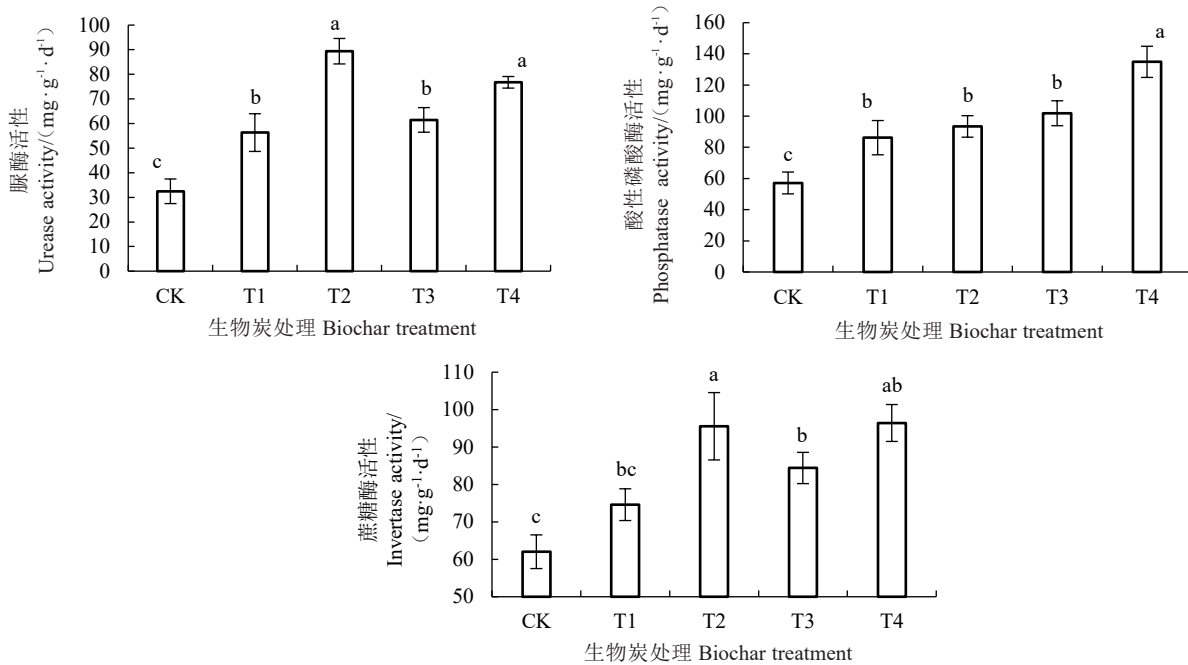 脲酶活性
Urease activity/(mg·g⁻¹·d⁻¹)
100
90
80
70
60
50
40
30
20
10
0
c
b
a
b
a
CK T1 T2 T3 T4
生物炭处理 Biochar treatment
酸性磷酸酶活性
Phosphatase activity/(mg·g⁻¹·d⁻¹)
160
140
120
100
80
60
40
20
0
c
b
b
b
a
CK T1 T2 T3 T4
生物炭处理 Biochar treatment
蔗糖酶活性
Invertase activity/
(mg·g⁻¹·d⁻¹)
110
100
90
80
70
60
50
c
bc
a
b
ab
CK T1 T2 T3 T4
生物炭处理 Biochar treatment